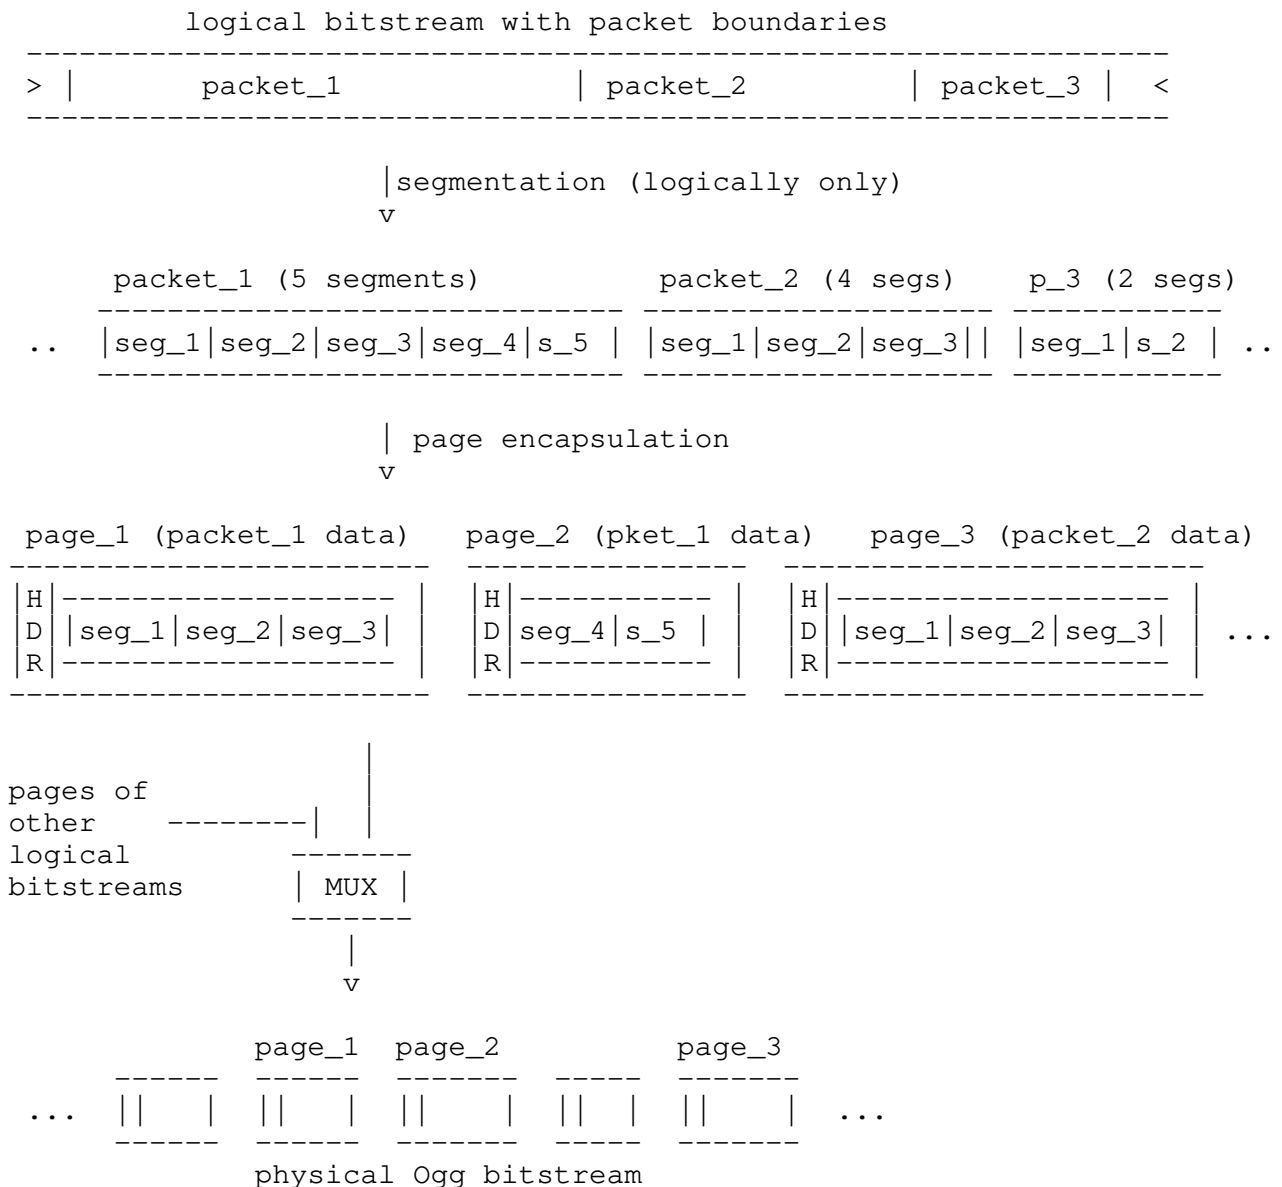 logical bitstream with packet boundaries
-----------------------------------------------------------------
> |       packet_1             | packet_2         | packet_3 |  <
-----------------------------------------------------------------
|segmentation (logically only)
v
packet_1 (5 segments)          packet_2 (4 segs)    p_3 (2 segs)
------------------------------ -------------------- ------------
..  |seg_1|seg_2|seg_3|seg_4|s_5 | |seg_1|seg_2|seg_3|| |seg_1|s_2 | ..
------------------------------ -------------------- ------------
| page encapsulation
v
page_1 (packet_1 data)   page_2 (pket_1 data)   page_3 (packet_2 data)
------------------------  ----------------  ------------------------
|H|------------------- |  |H|----------- |  |H|------------------- |
|D||seg_1|seg_2|seg_3| |  |D|seg_4|s_5 | |  |D||seg_1|seg_2|seg_3| | ...
|R|------------------- |  |R|----------- |  |R|------------------- |
------------------------  ----------------  ------------------------
|
pages of            |
other    --------|  |
logical         -------
bitstreams      | MUX |
-------
|
v
page_1  page_2          page_3
------  ------  -------  -----  -------
...  ||   |  ||   |  ||    |  ||  |  ||    |  ...
------  ------  -------  -----  -------
physical Ogg bitstream